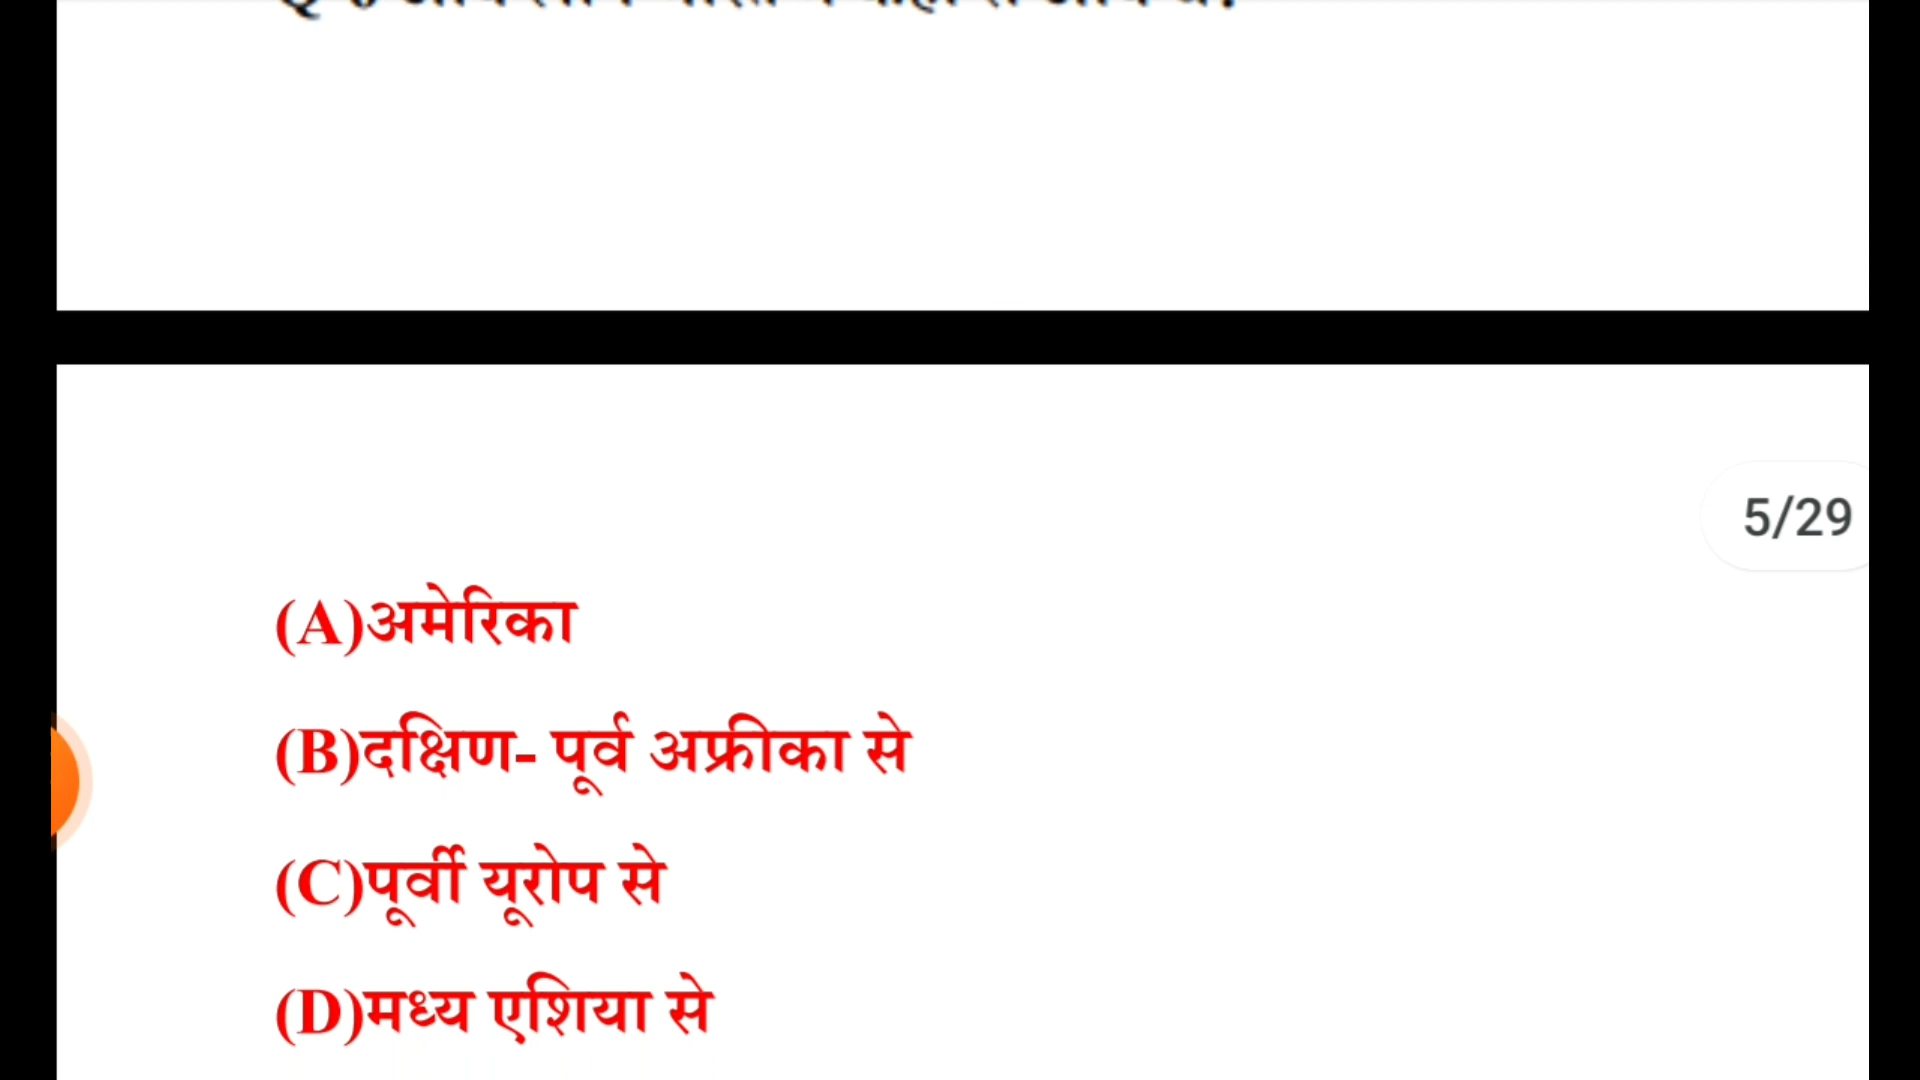 5/29
(A)अमेरिका
(B)दक्षिण- पूर्व अफ्रीका से
(C)पूर्वी यूरोप से
(D)मध्य एशिया से